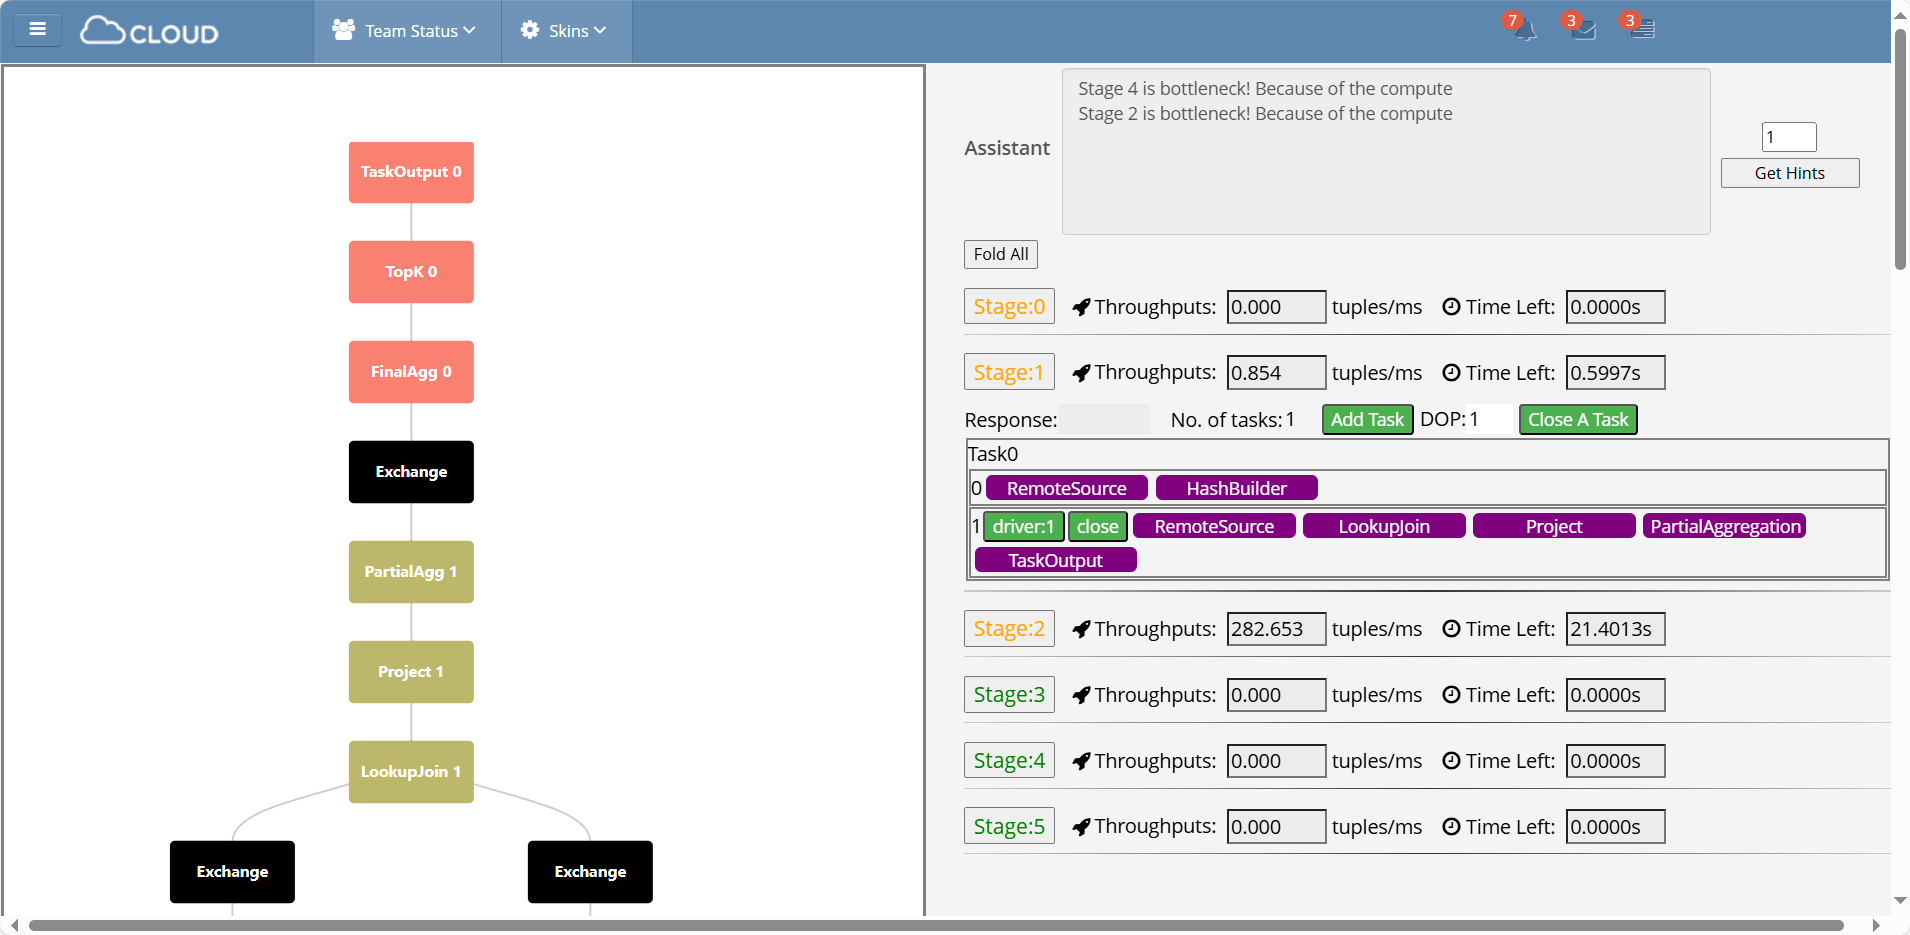 CLOUD
Team Status
Skins
7
3
3
TaskOutput 0
TopK 0
FinalAgg 0
Exchange
PartialAgg 1
Project 1
LookupJoin 1
Exchange
Exchange
Assistant
Stage 4 is bottleneck! Because of the compute
Stage 2 is bottleneck! Because of the compute
1
Get Hints
Fold All
Stage:0 Throughputs: 0.000 tuples/ms Time Left: 0.0000s
Stage:1 Throughputs: 0.854 tuples/ms Time Left: 0.5997s
Response: No. of tasks: 1 Add Task DOP: 1 Close A Task
Task0
0 RemoteSource HashBuilder
1 driver:1 close RemoteSource LookupJoin Project PartialAggregation
TaskOutput
Stage:2 Throughputs: 282.653 tuples/ms Time Left: 21.4013s
Stage:3 Throughputs: 0.000 tuples/ms Time Left: 0.0000s
Stage:4 Throughputs: 0.000 tuples/ms Time Left: 0.0000s
Stage:5 Throughputs: 0.000 tuples/ms Time Left: 0.0000s